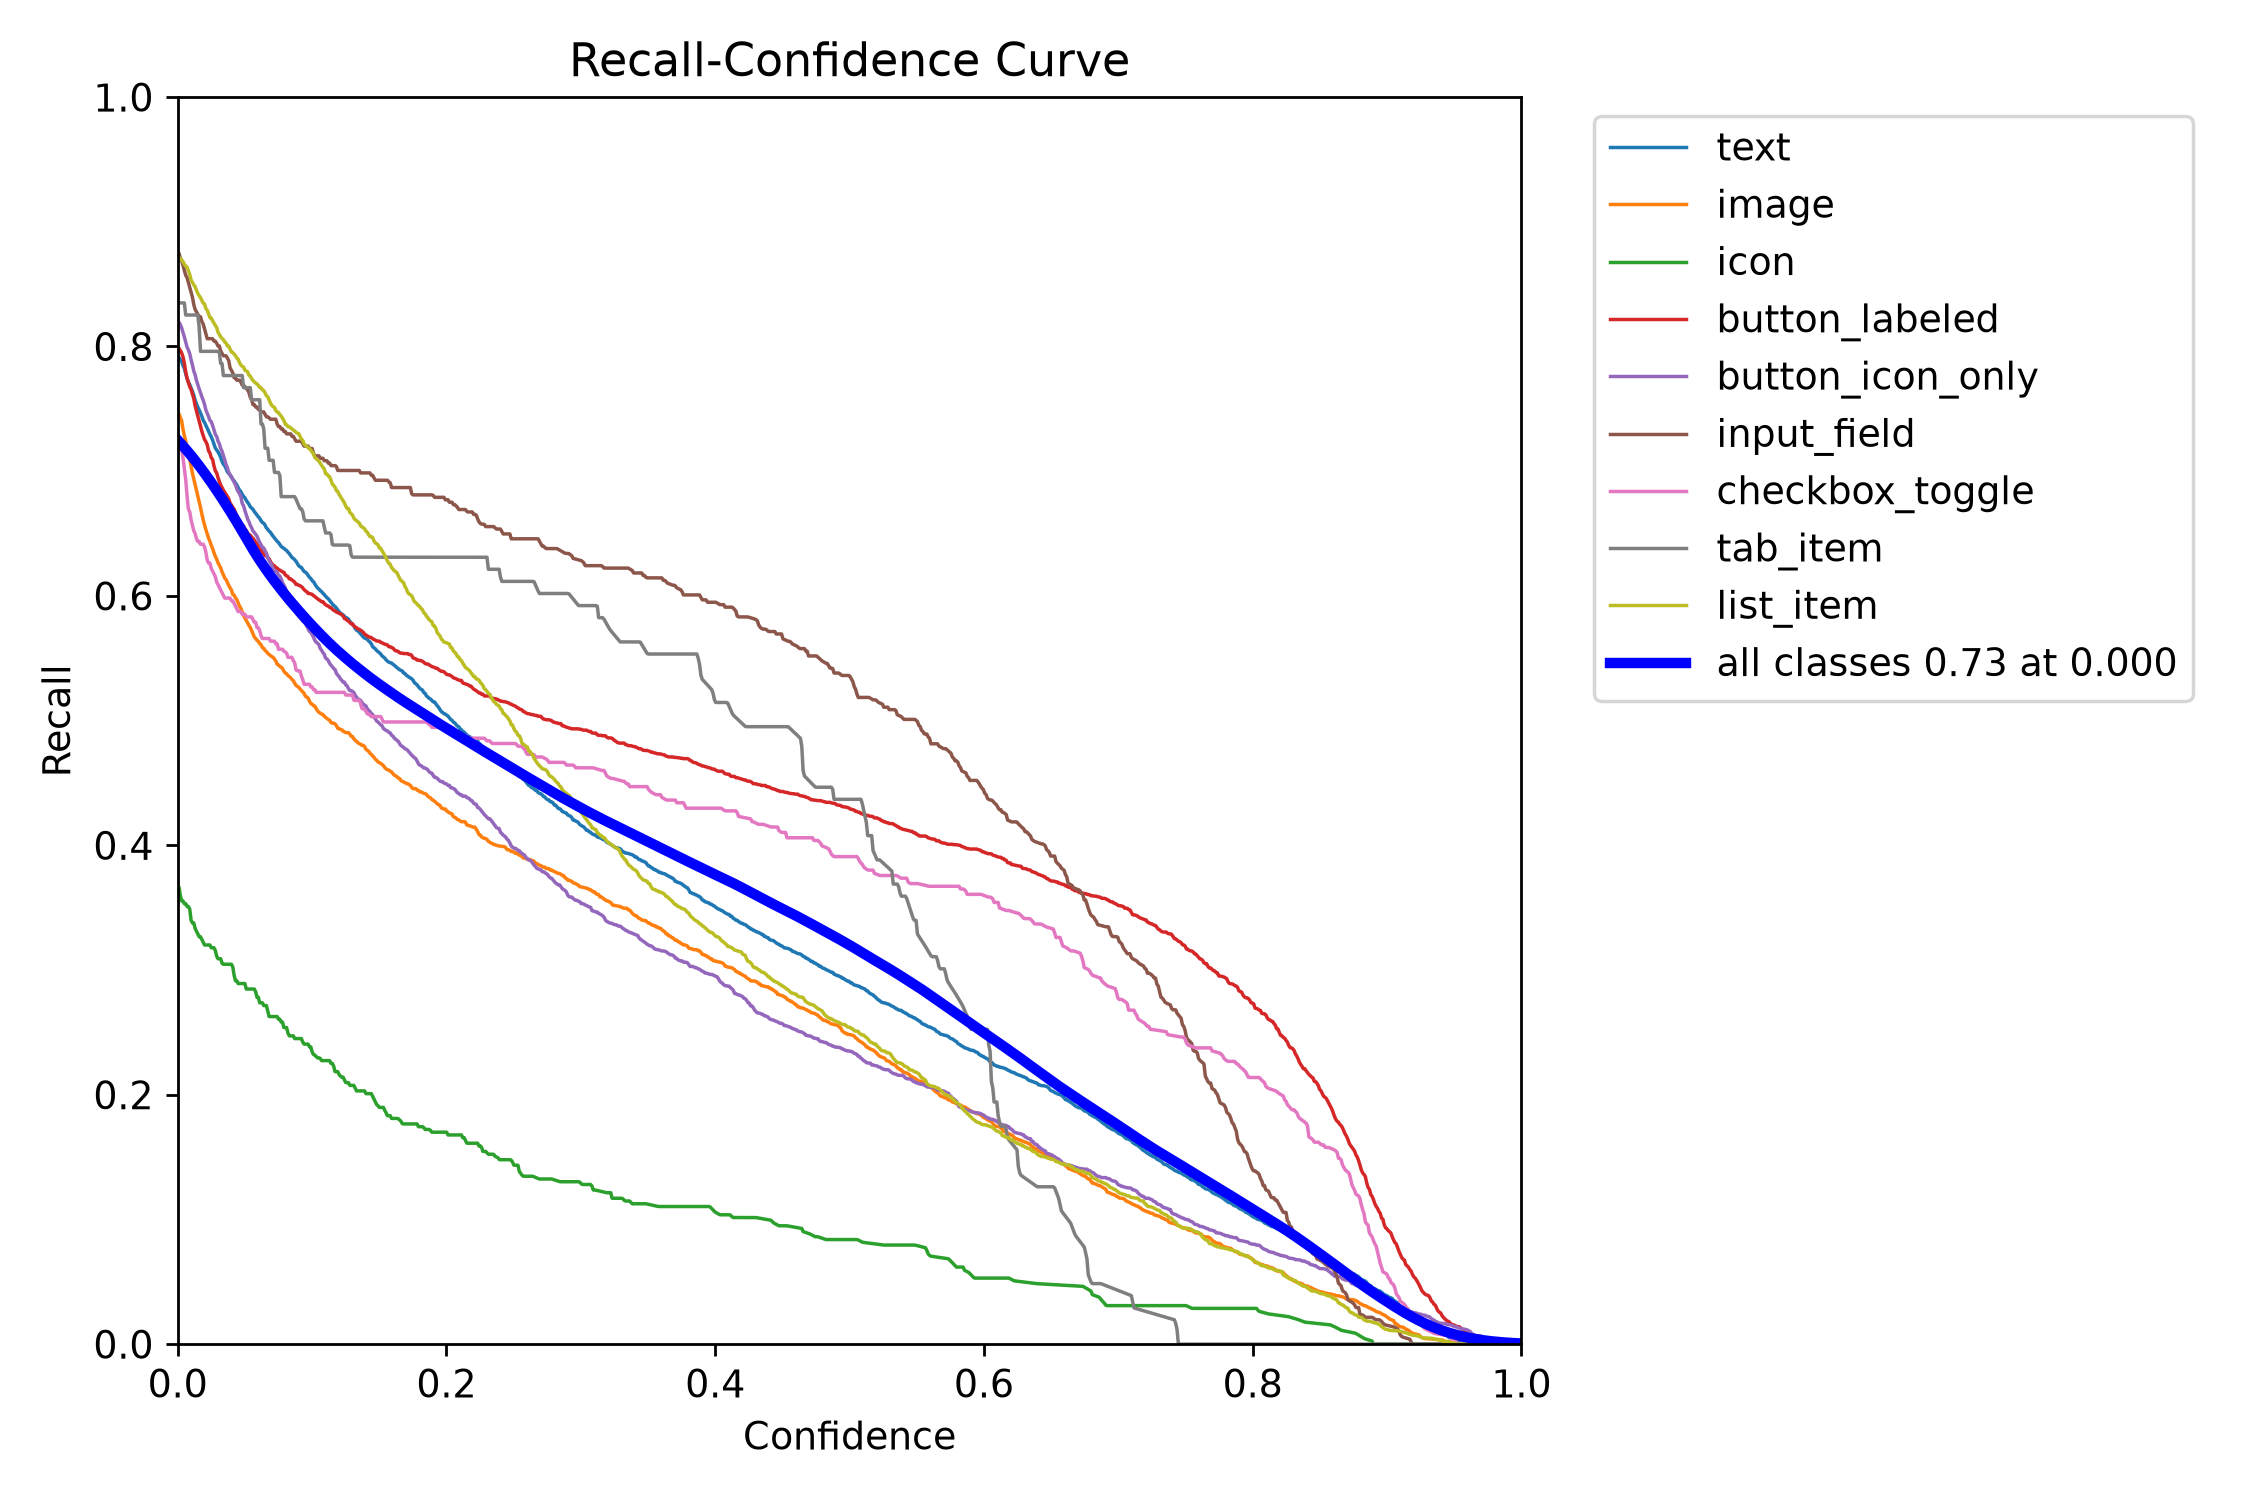 Recall-Confidence Curve
1.0
0.8
0.6
0.4
0.2
0.0
Recall
0.0 0.2 0.4 0.6 0.8 1.0
Confidence
text
image
icon
button_labeled
button_icon_only
input_field
checkbox_toggle
tab_item
list_item
all classes 0.73 at 0.000